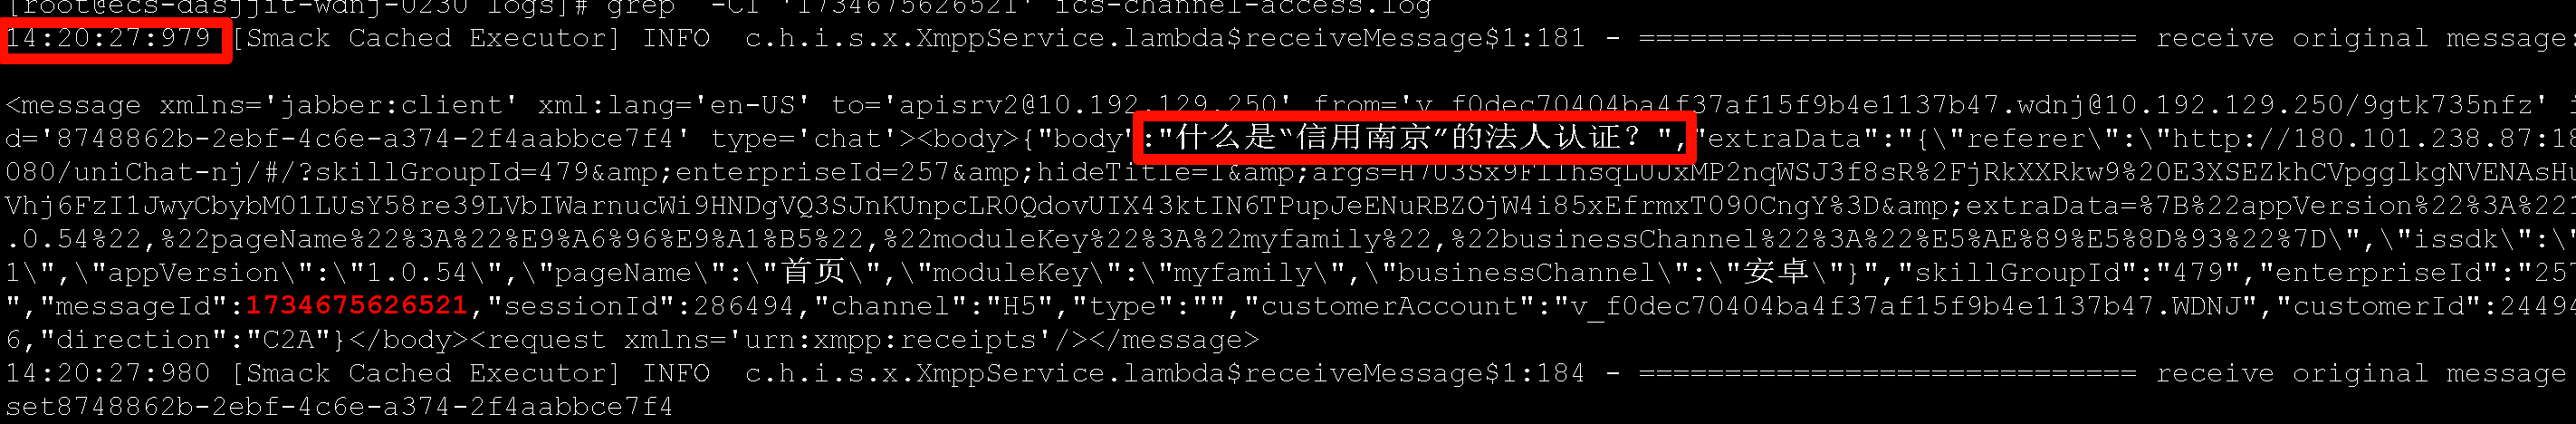 [root@ecs-dasjjit-wdnj-0230 logs]# grep -C1 '1734675626521' ics-channel-access.log
14:20:27:979 [Smack Cached Executor] INFO  c.h.i.s.x.XmppService.lambda$receiveMessage$1:181 - ============================= receive original message:
<message xmlns='jabber:client' xml:lang='en-US' to='apisrv2@10.192.129.250' from='v_f0dec70404ba4f37af15f9b4e1137b47.wdnj@10.192.129.250/9gtk735nfz' i
d='8748862b-2ebf-4c6e-a374-2f4aabbce7f4' type='chat'><body>{"body":"什么是“信用南京”的法人认证？","extraData":"{\"referer\":\"http://180.101.238.87:18
080/uniChat-nj/#/?skillGroupId=479&amp;enterpriseId=257&amp;hideTitle=1&amp;args=H7U3Sx9F1lhsqLUJxMP2nqWSJ3f8sR%2FjRkXXRkw9%20E3XSEZkhCVpgglkgNVENAsHu
Vhj6FzI1JwyCbybM01LUsY58re39LVbIWarnucWi9HNDgVQ3SJnKUnpcLR0QdovUIX43ktIN6TPupJeENuRBZOjW4i85xEfrmxT090CngY%3D&amp;extraData=%7B%22appVersion%22%3A%221
.0.54%22,%22pageName%22%3A%22%E9%A6%96%E9%A1%B5%22,%22moduleKey%22%3A%22myfamily%22,%22businessChannel%22%3A%22%E5%AE%89%E5%8D%93%22%7D\",\"issdk\":\"
1\",\"appVersion\":\"1.0.54\",\"pageName\":\"首页\",\"moduleKey\":\"myfamily\",\"businessChannel\":\"安卓\"}","skillGroupId":"479","enterpriseId":"257
","messageId":1734675626521,"sessionId":286494,"channel":"H5","type":"","customerAccount":"v_f0dec70404ba4f37af15f9b4e1137b47.WDNJ","customerId":24494
6,"direction":"C2A"}</body><request xmlns='urn:xmpp:receipts'/></message>
14:20:27:980 [Smack Cached Executor] INFO  c.h.i.s.x.XmppService.lambda$receiveMessage$1:184 - ============================= receive original message
set8748862b-2ebf-4c6e-a374-2f4aabbce7f4